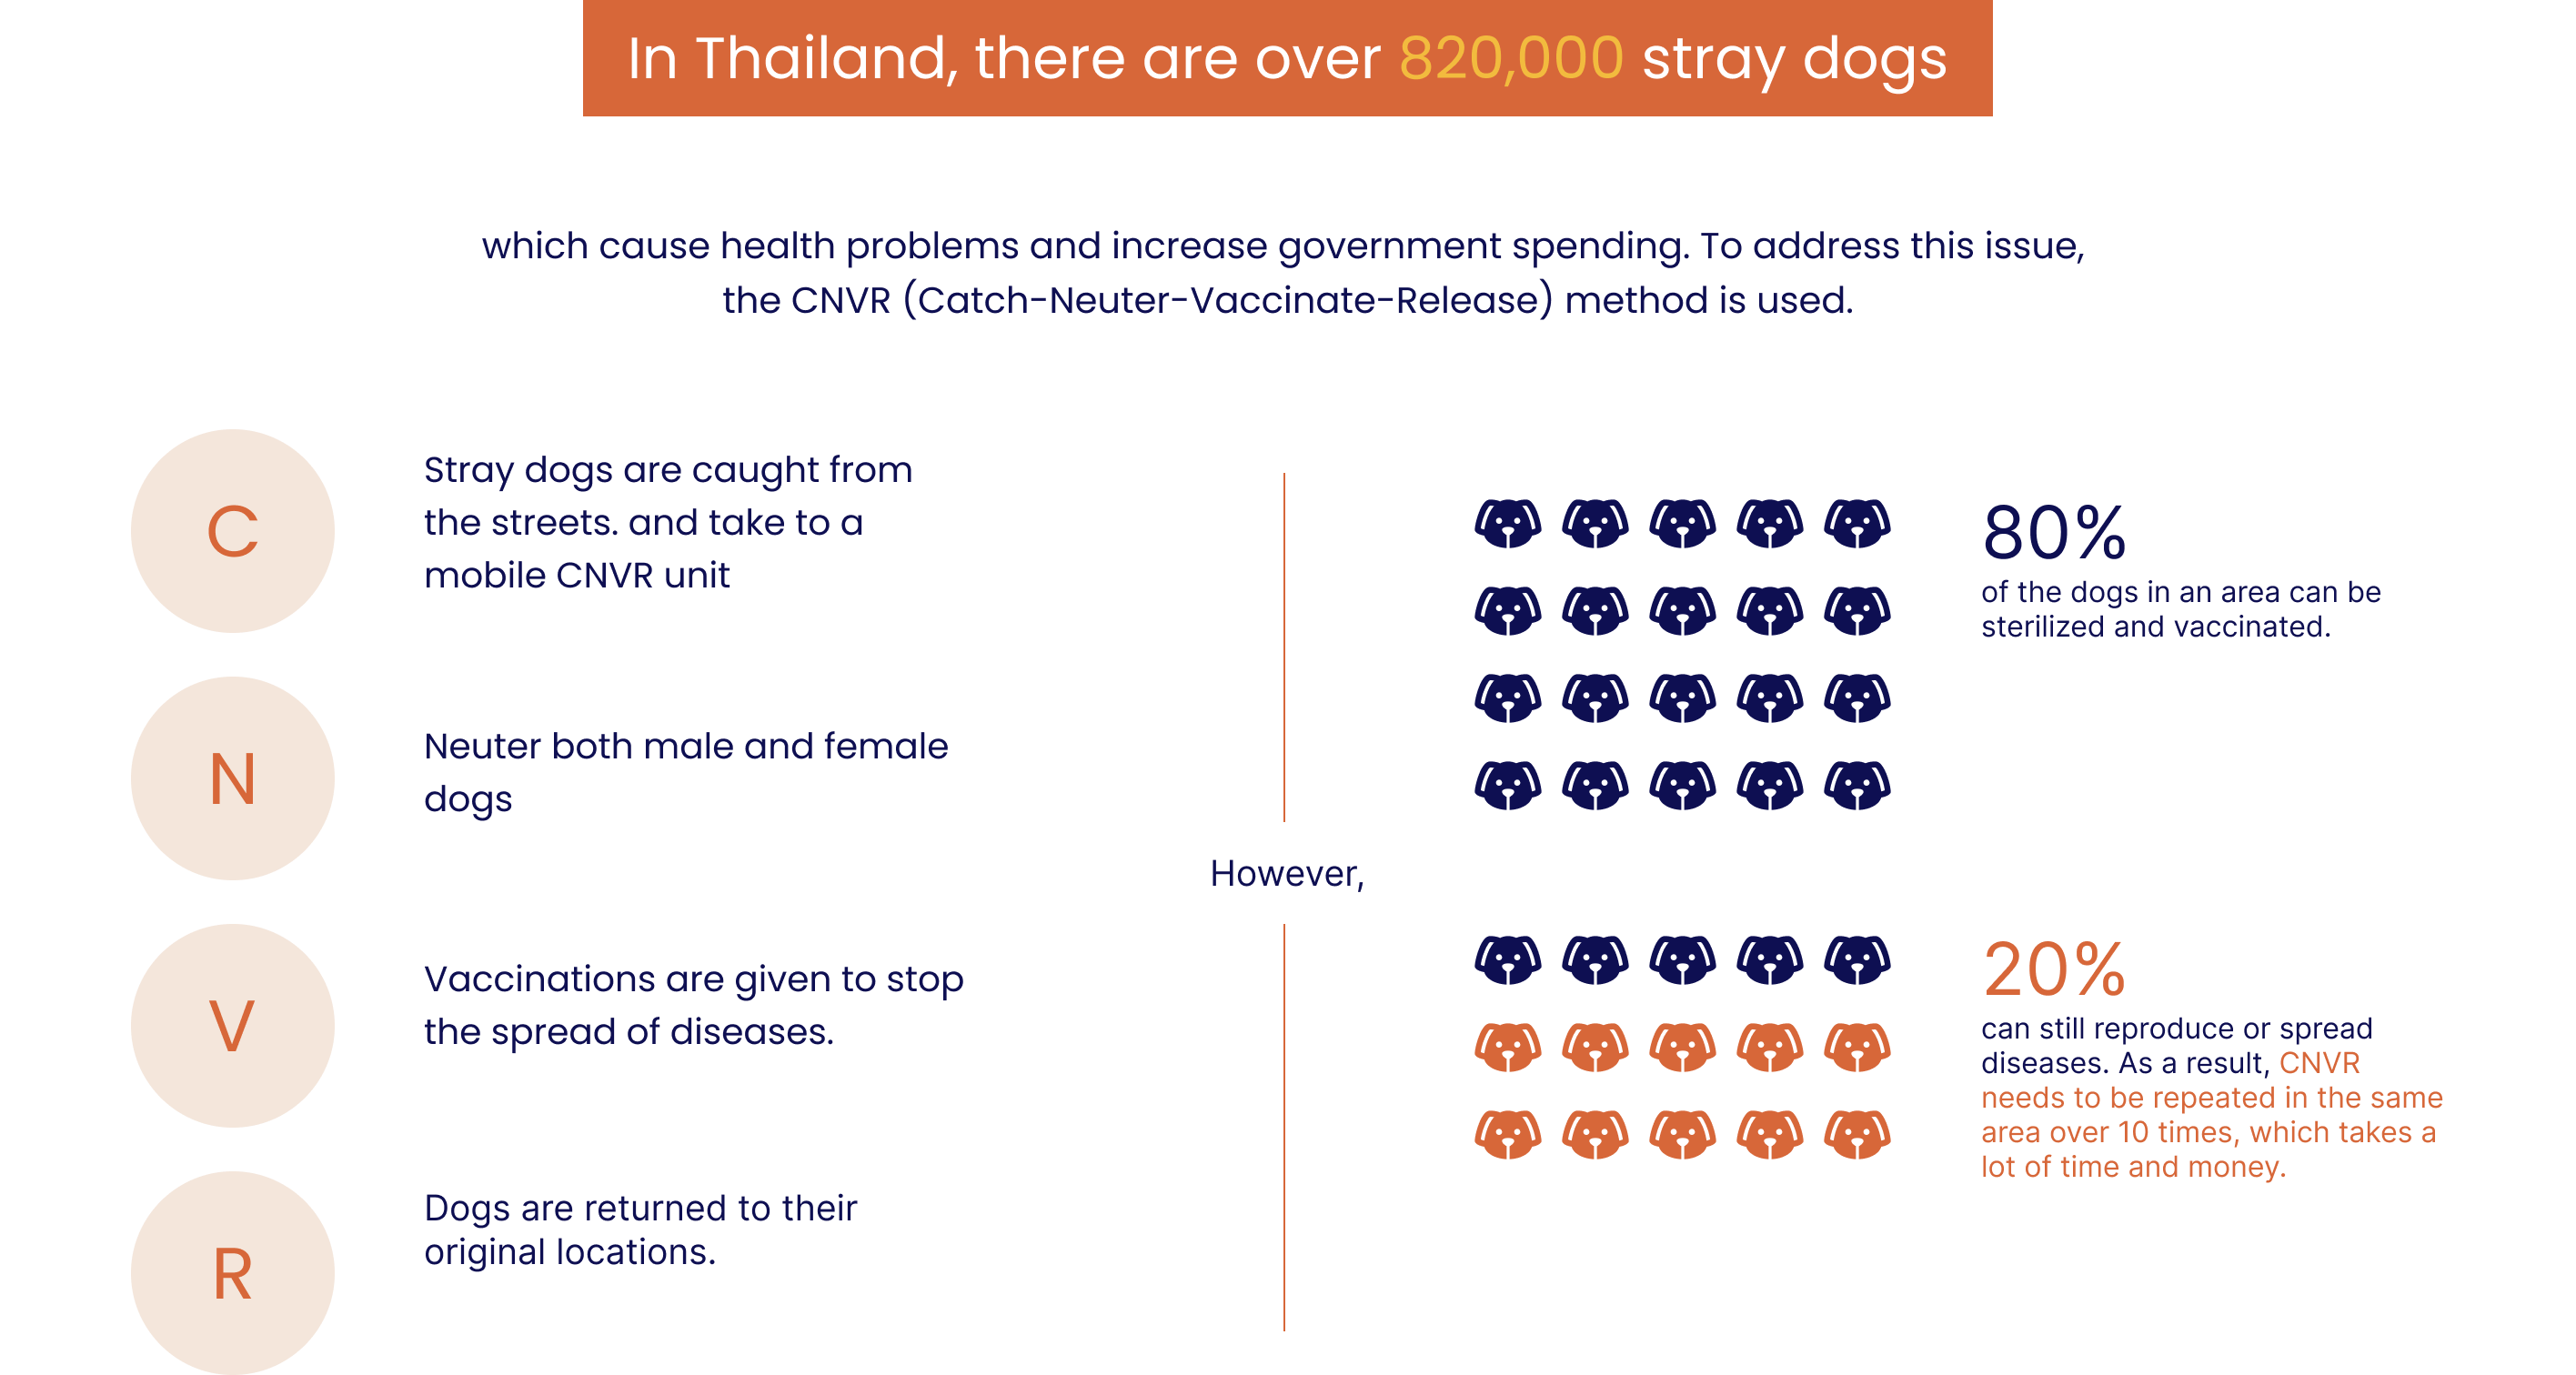 In Thailand, there are over 820,000 stray dogs
which cause health problems and increase government spending. To address this issue,
the CNVR (Catch-Neuter-Vaccinate-Release) method is used.
C
Stray dogs are caught from
the streets. and take to a
mobile CNVR unit
N
Neuter both male and female
dogs
V
Vaccinations are given to stop
the spread of diseases.
R
Dogs are returned to their
original locations.
80%
of the dogs in an area can be
sterilized and vaccinated.
However,
20%
can still reproduce or spread
diseases. As a result, CNVR
needs to be repeated in the same
area over 10 times, which takes a
lot of time and money.